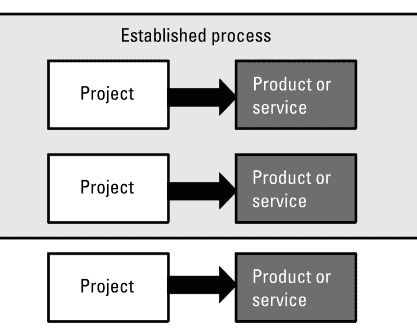 Established process
Project
Product or
service
Project
Product or
service
Project
Product or
service